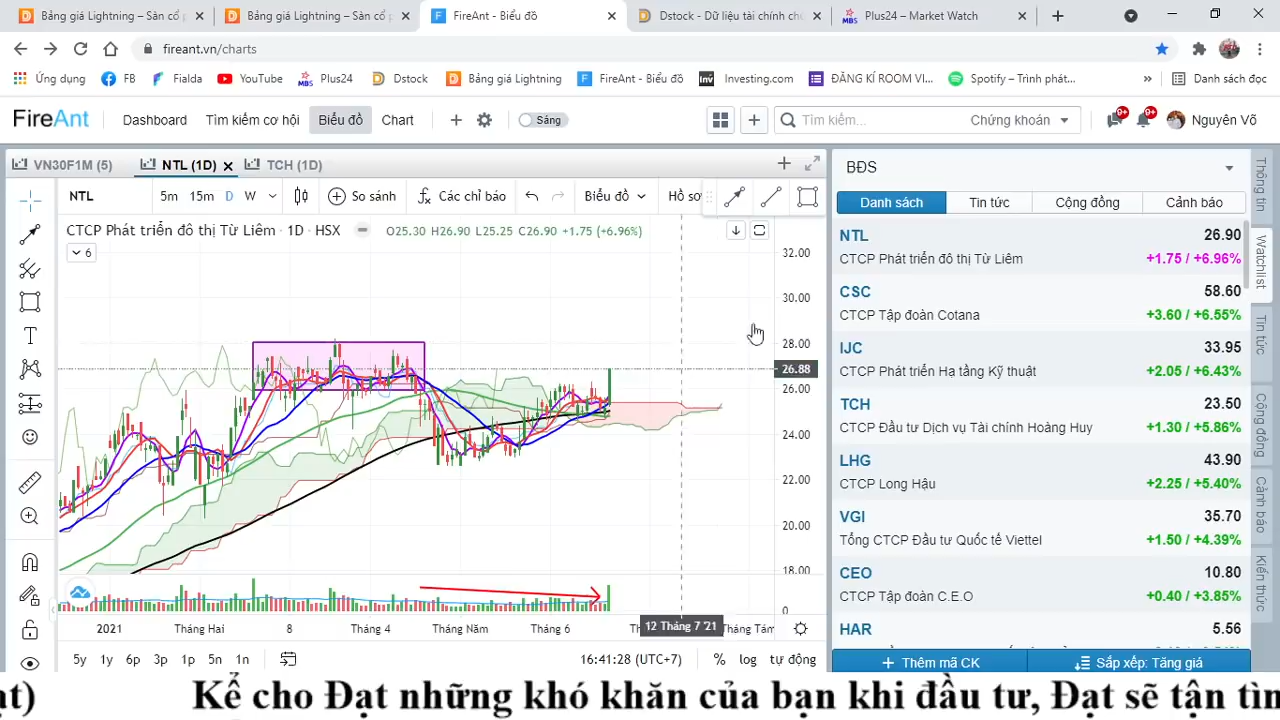 Bảng giá Lightning – Sàn cổ p
Bảng giá Lightning – Sàn cổ p
FireAnt - Biểu đồ
Dstock - Dữ liệu tài chính ch
Plus24 – Market Watch
fireant.vn/charts
Ứng dụng
FB
Fialda
YouTube
Plus24
Dstock
Bảng giá Lightning
FireAnt - Biểu đồ
Investing.com
ĐĂNG KÍ ROOM VI...
Spotify – Trình phát...
»
Danh sách đọc
FireAnt
Dashboard
Tìm kiếm cơ hội
Biểu đồ
Chart
Sáng
Tìm kiếm...
Chứng khoán
9+
9+
Nguyên Võ
VN30F1M (5)
NTL (1D)
TCH (1D)
NTL
5m 15m D W
So sánh
Các chỉ báo
Biểu đồ
Hồ sơ
CTCP Phát triển đô thị Từ Liêm · 1D · HSX
O25.30 H26.90 L25.25 C26.90 +1.75 (+6.96%)
6
32.00
30.00
28.00
26.88
26.00
24.00
22.00
20.00
18.00
0
2021 Tháng Hai 8 Tháng 4 Tháng Năm Tháng 6 12 Tháng 7 '21 Tháng Tám
5y 1y 6p 3p 1p 5n 1n
16:41:28 (UTC+7)
% log tự động
BĐS
Danh sách Tin tức Cộng đồng Cảnh báo
NTL 26.90
CTCP Phát triển đô thị Từ Liêm +1.75 / +6.96%
CSC 58.60
CTCP Tập đoàn Cotana +3.60 / +6.55%
IJC 33.95
CTCP Phát triển Hạ tầng Kỹ thuật +2.05 / +6.43%
TCH 23.50
CTCP Đầu tư Dịch vụ Tài chính Hoàng Huy +1.30 / +5.86%
LHG 43.90
CTCP Long Hậu +2.25 / +5.40%
VGI 35.70
Tổng CTCP Đầu tư Quốc tế Viettel +1.50 / +4.39%
CEO 10.80
CTCP Tập đoàn C.E.O +0.40 / +3.85%
HAR 5.56
Thêm mã CK
Sắp xếp: Tăng giá
Thông tin
Watchlist
Tin tức
Cộng đồng
Cảnh báo
Kiến thức
ạt) Kể cho Đạt những khó khăn của bạn khi đầu tư, Đạt sẽ tận tìn